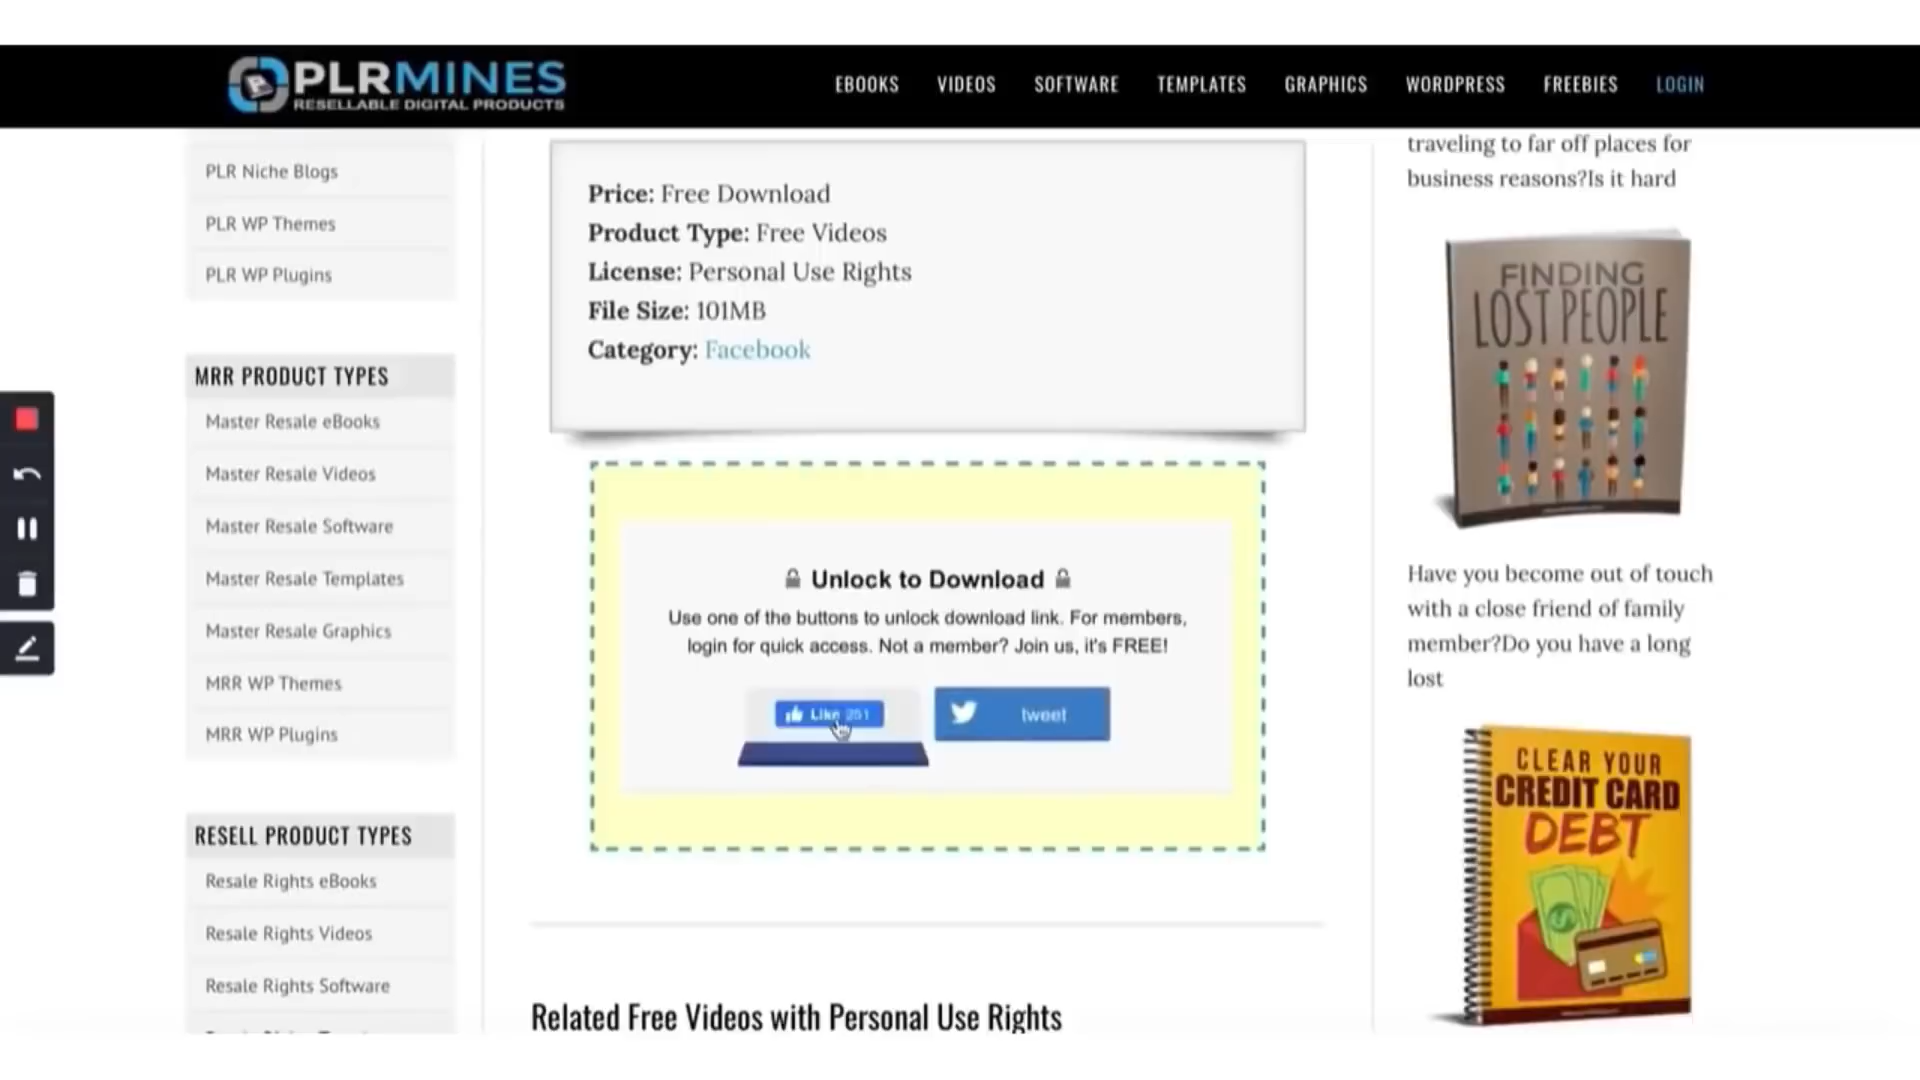 PLRMINES
RESELLABLE DIGITAL PRODUCTS
EBOOKS
VIDEOS
SOFTWARE
TEMPLATES
GRAPHICS
WORDPRESS
FREEBIES
LOGIN
PLR Niche Blogs
PLR WP Themes
PLR WP Plugins
MRR PRODUCT TYPES
Master Resale eBooks
Master Resale Videos
Master Resale Software
Master Resale Templates
Master Resale Graphics
MRR WP Themes
MRR WP Plugins
RESELL PRODUCT TYPES
Resale Rights eBooks
Resale Rights Videos
Resale Rights Software
Price: Free Download
Product Type: Free Videos
License: Personal Use Rights
File Size: 101MB
Category: Facebook
Unlock to Download
Use one of the buttons to unlock download link. For members,
login for quick access. Not a member? Join us, it's FREE!
Like 251
tweet
Related Free Videos with Personal Use Rights
traveling to far off places for
business reasons?Is it hard
FINDING
LOST PEOPLE
Have you become out of touch
with a close friend of family
member?Do you have a long
lost
CLEAR YOUR
CREDIT CARD
DEBT